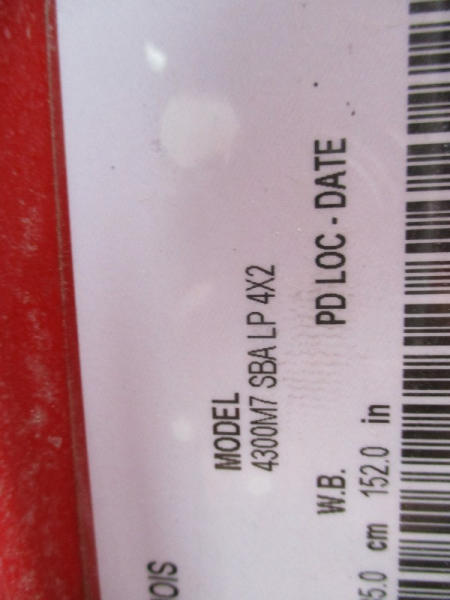 OIS
MODEL
4300M7 SBA LP 4X2
W.B.
PD LOC - DATE
5.0 cm 152.0 in